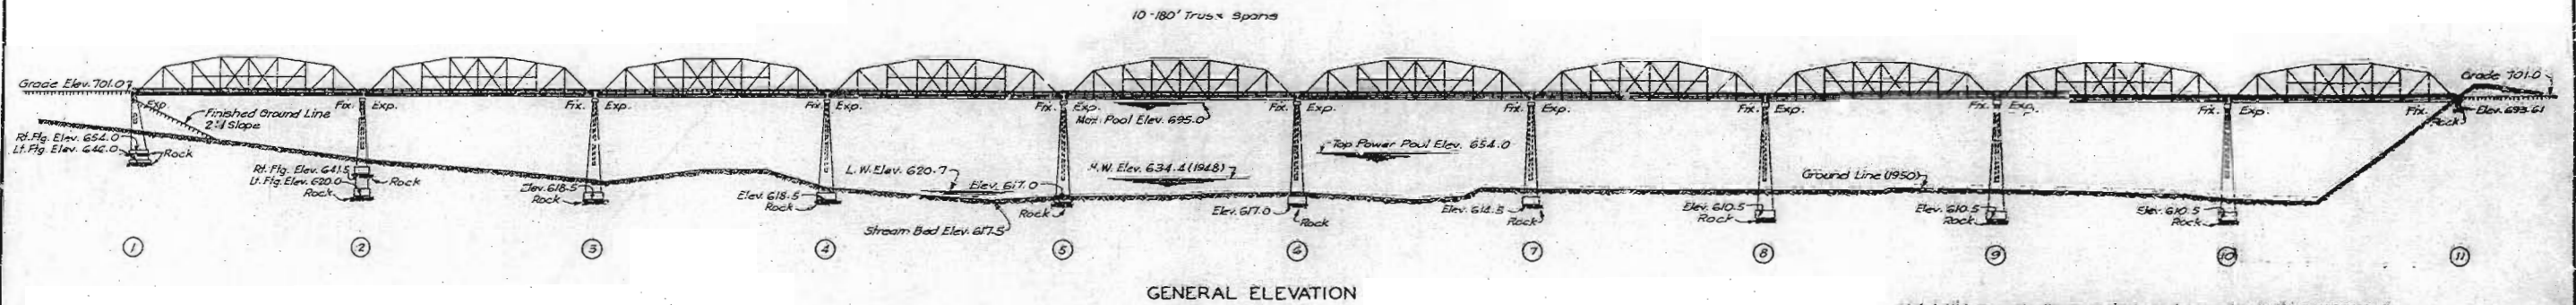 10-180' Truss Spans
Grade Elev. 701.07
Grade 701.0
Exp.
Fix. Exp.
Fix. Exp.
Fix. Exp.
Fix. Exp.
Fix. Exp.
Fix. Exp.
Fix. Exp.
Fix. Exp.
Fix. Exp.
Fix.
Elev. 693.61
Rock
Finished Ground Line
2:1 Slope
Max. Pool Elev. 695.0
Top Power Pool Elev. 654.0
Rt. Ftg. Elev. 654.0
Lt. Ftg. Elev. 646.0
Rock
Rt. Ftg. Elev. 641.5
Lt. Ftg. Elev. 620.0
Rock
Rock
Elev. 618.5
Rock
Elev. 618.5
Rock
L.W. Elev. 620.7
Elev. 617.0
Rock
H.W. Elev. 634.4 (1948)
Stream Bed Elev. 617.5
Elev. 617.0
Rock
Elev. 614.5
Rock
Ground Line (1950)
Elev. 610.5
Rock
Elev. 610.5
Rock
Elev. 610.5
Rock
1 2 3 4 5 6 7 8 9 10 11
GENERAL ELEVATION